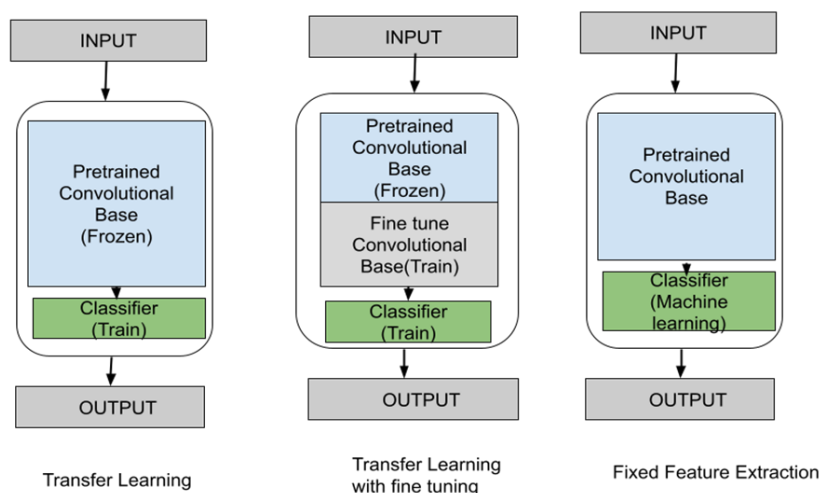 INPUT
Pretrained
Convolutional
Base
(Frozen)
Classifier
(Train)
OUTPUT
Transfer Learning
INPUT
Pretrained
Convolutional
Base
(Frozen)
Fine tune
Convolutional
Base(Train)
Classifier
(Train)
OUTPUT
Transfer Learning
with fine tuning
INPUT
Pretrained
Convolutional
Base
Classifier
(Machine
learning)
OUTPUT
Fixed Feature Extraction